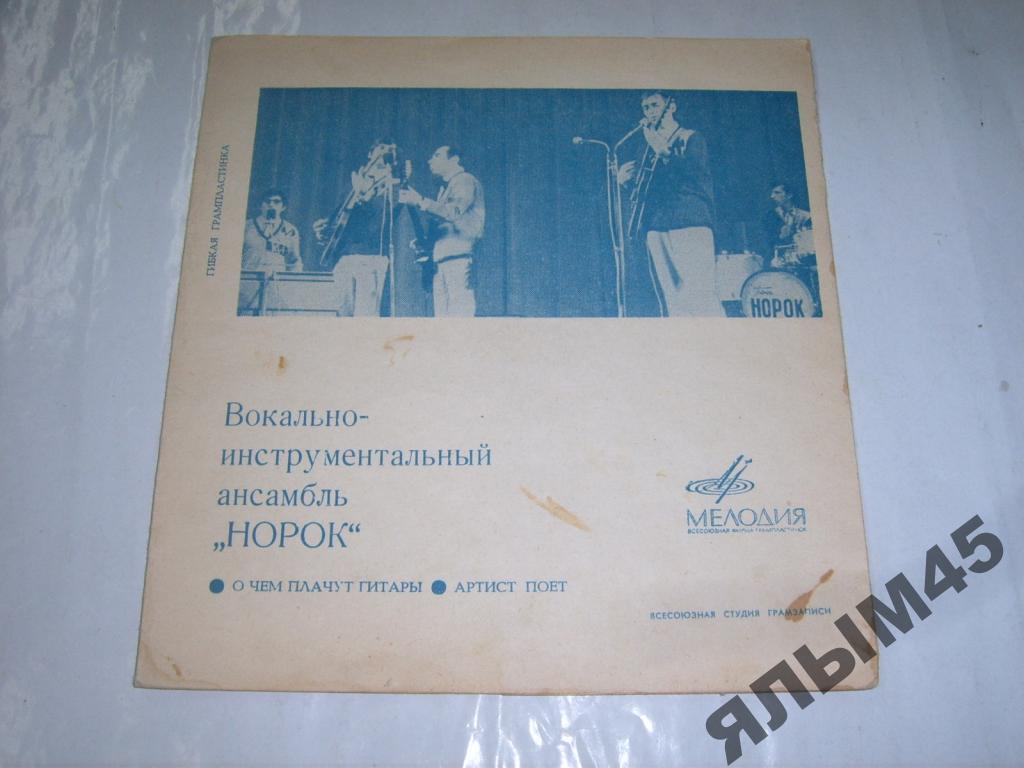 ГИБКАЯ ГРАМПЛАСТИНКА
НОРОК
Вокально-
инструментальный
ансамбль
„НОРОК“
МЕЛОДИЯ
ВСЕСОЮЗНАЯ ФИРМА ГРАМПЛАСТИНОК
● О ЧЕМ ПЛАЧУТ ГИТАРЫ ● АРТИСТ ПОЕТ
ВСЕСОЮЗНАЯ СТУДИЯ ГРАМЗАПИСИ
ЯЛЫМ45